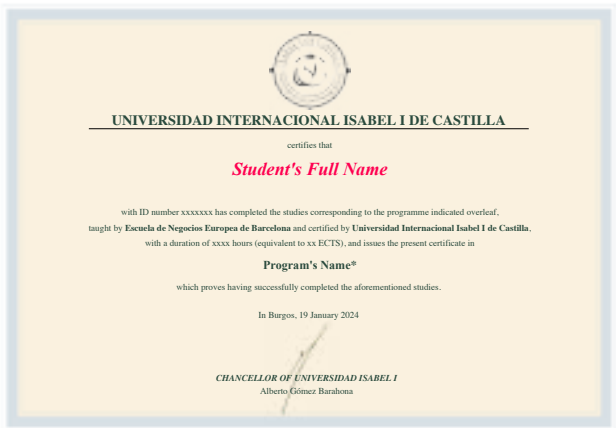 UNIVERSIDAD INTERNACIONAL ISABEL I DE CASTILLA
certifies that
Student's Full Name
with ID number xxxxxxx has completed the studies corresponding to the programme indicated overleaf,
taught by Escuela de Negocios Europea de Barcelona and certified by Universidad Internacional Isabel I de Castilla,
with a duration of xxxx hours (equivalent to xx ECTS), and issues the present certificate in
Program's Name*
which proves having successfully completed the aforementioned studies.
In Burgos, 19 January 2024
CHANCELLOR OF UNIVERSIDAD ISABEL I
Alberto Gómez Barahona